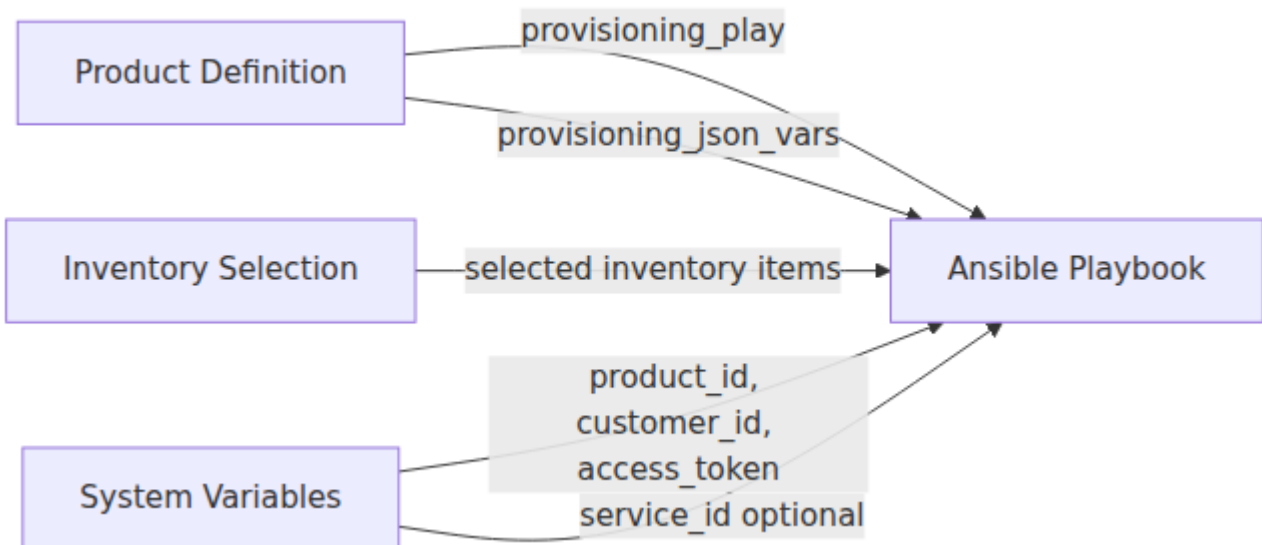 provisioning_play
Product Definition
provisioning_json_vars
Inventory Selection
selected inventory items
Ansible Playbook
product_id,
customer_id,
access_token
System Variables
service_id optional